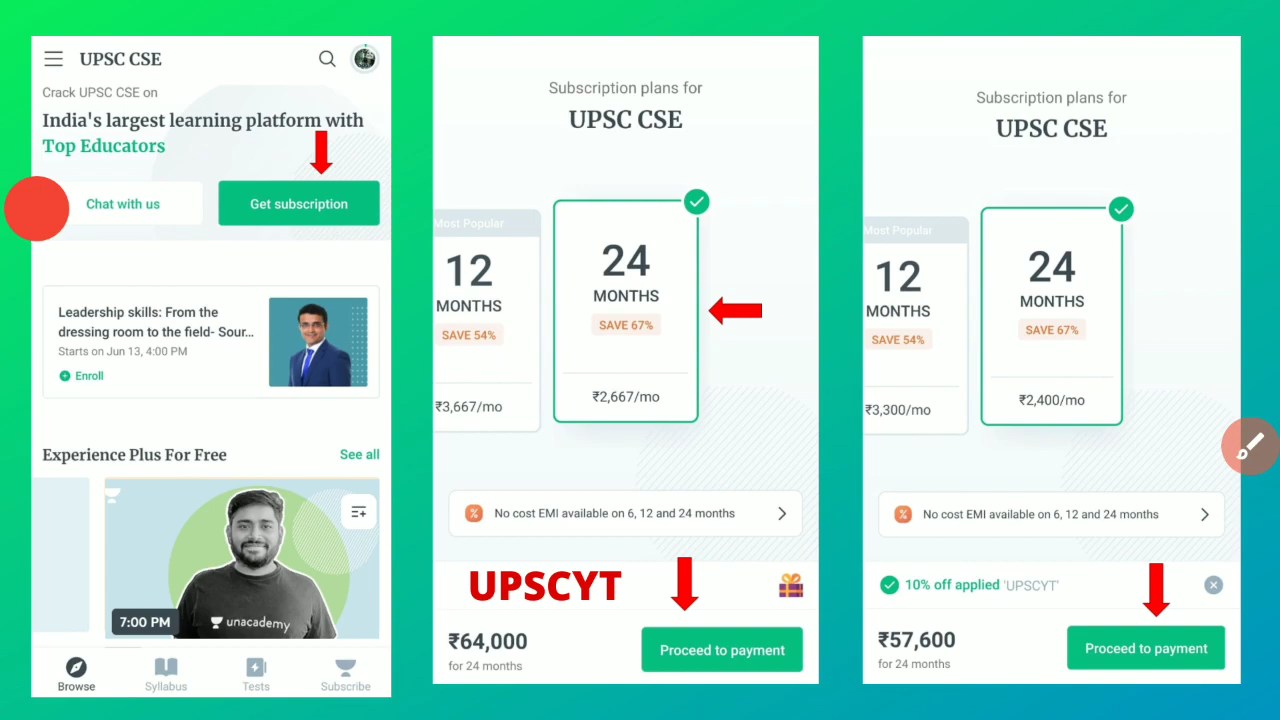 UPSC CSE
Crack UPSC CSE on
India's largest learning platform with
Top Educators
Chat with us
Get subscription
Leadership skills: From the
dressing room to the field- Sour...
Starts on Jun 13, 4:00 PM
Enroll
Experience Plus For Free
See all
unacademy
7:00 PM
Browse
Syllabus
Tests
Subscribe
Subscription plans for
UPSC CSE
Most Popular
12
MONTHS
SAVE 54%
₹3,667/mo
24
MONTHS
SAVE 67%
₹2,667/mo
No cost EMI available on 6, 12 and 24 months
UPSCYT
₹64,000
for 24 months
Proceed to payment
Subscription plans for
UPSC CSE
Most Popular
12
MONTHS
SAVE 54%
₹3,300/mo
24
MONTHS
SAVE 67%
₹2,400/mo
No cost EMI available on 6, 12 and 24 months
10% off applied 'UPSCYT'
₹57,600
for 24 months
Proceed to payment